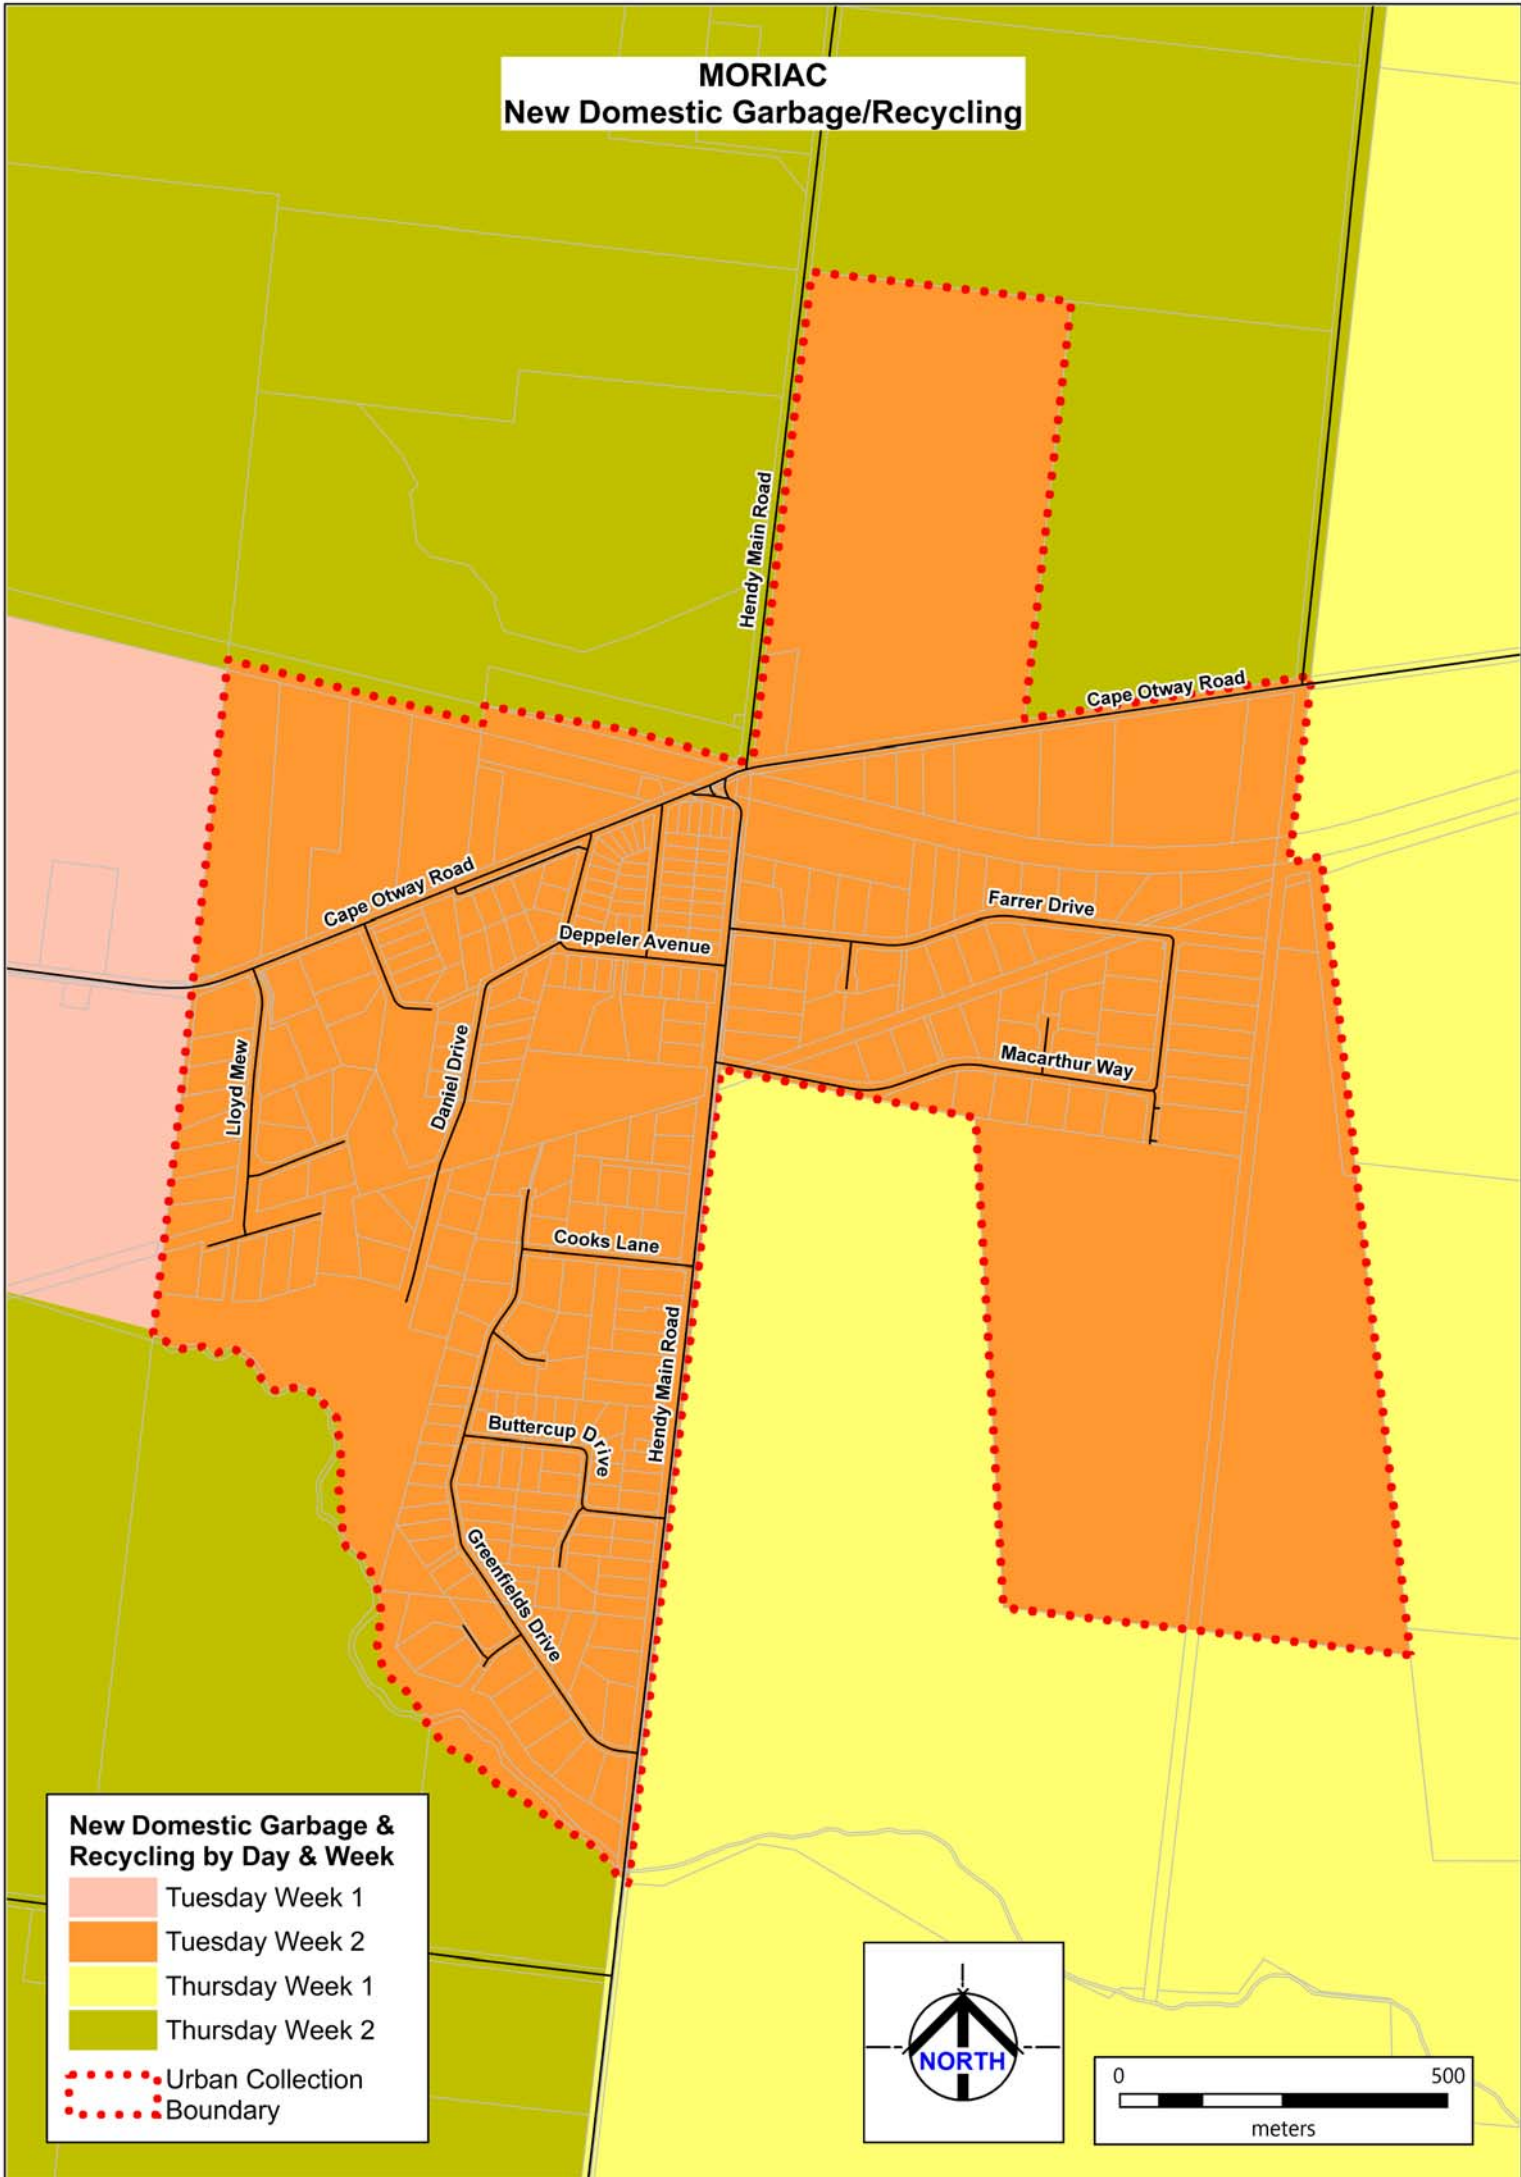 MORIAC
New Domestic Garbage/Recycling
Hendy Main Road
Cape Otway Road
Cape Otway Road
Farrer Drive
Deppeler Avenue
Macarthur Way
Daniel Drive
Lloyd Mew
Cooks Lane
Hendy Main Road
Buttercup Drive
Greenfields Drive
New Domestic Garbage &
Recycling by Day & Week
Tuesday Week 1
Tuesday Week 2
Thursday Week 1
Thursday Week 2
Urban Collection
Boundary
NORTH
0 500
meters